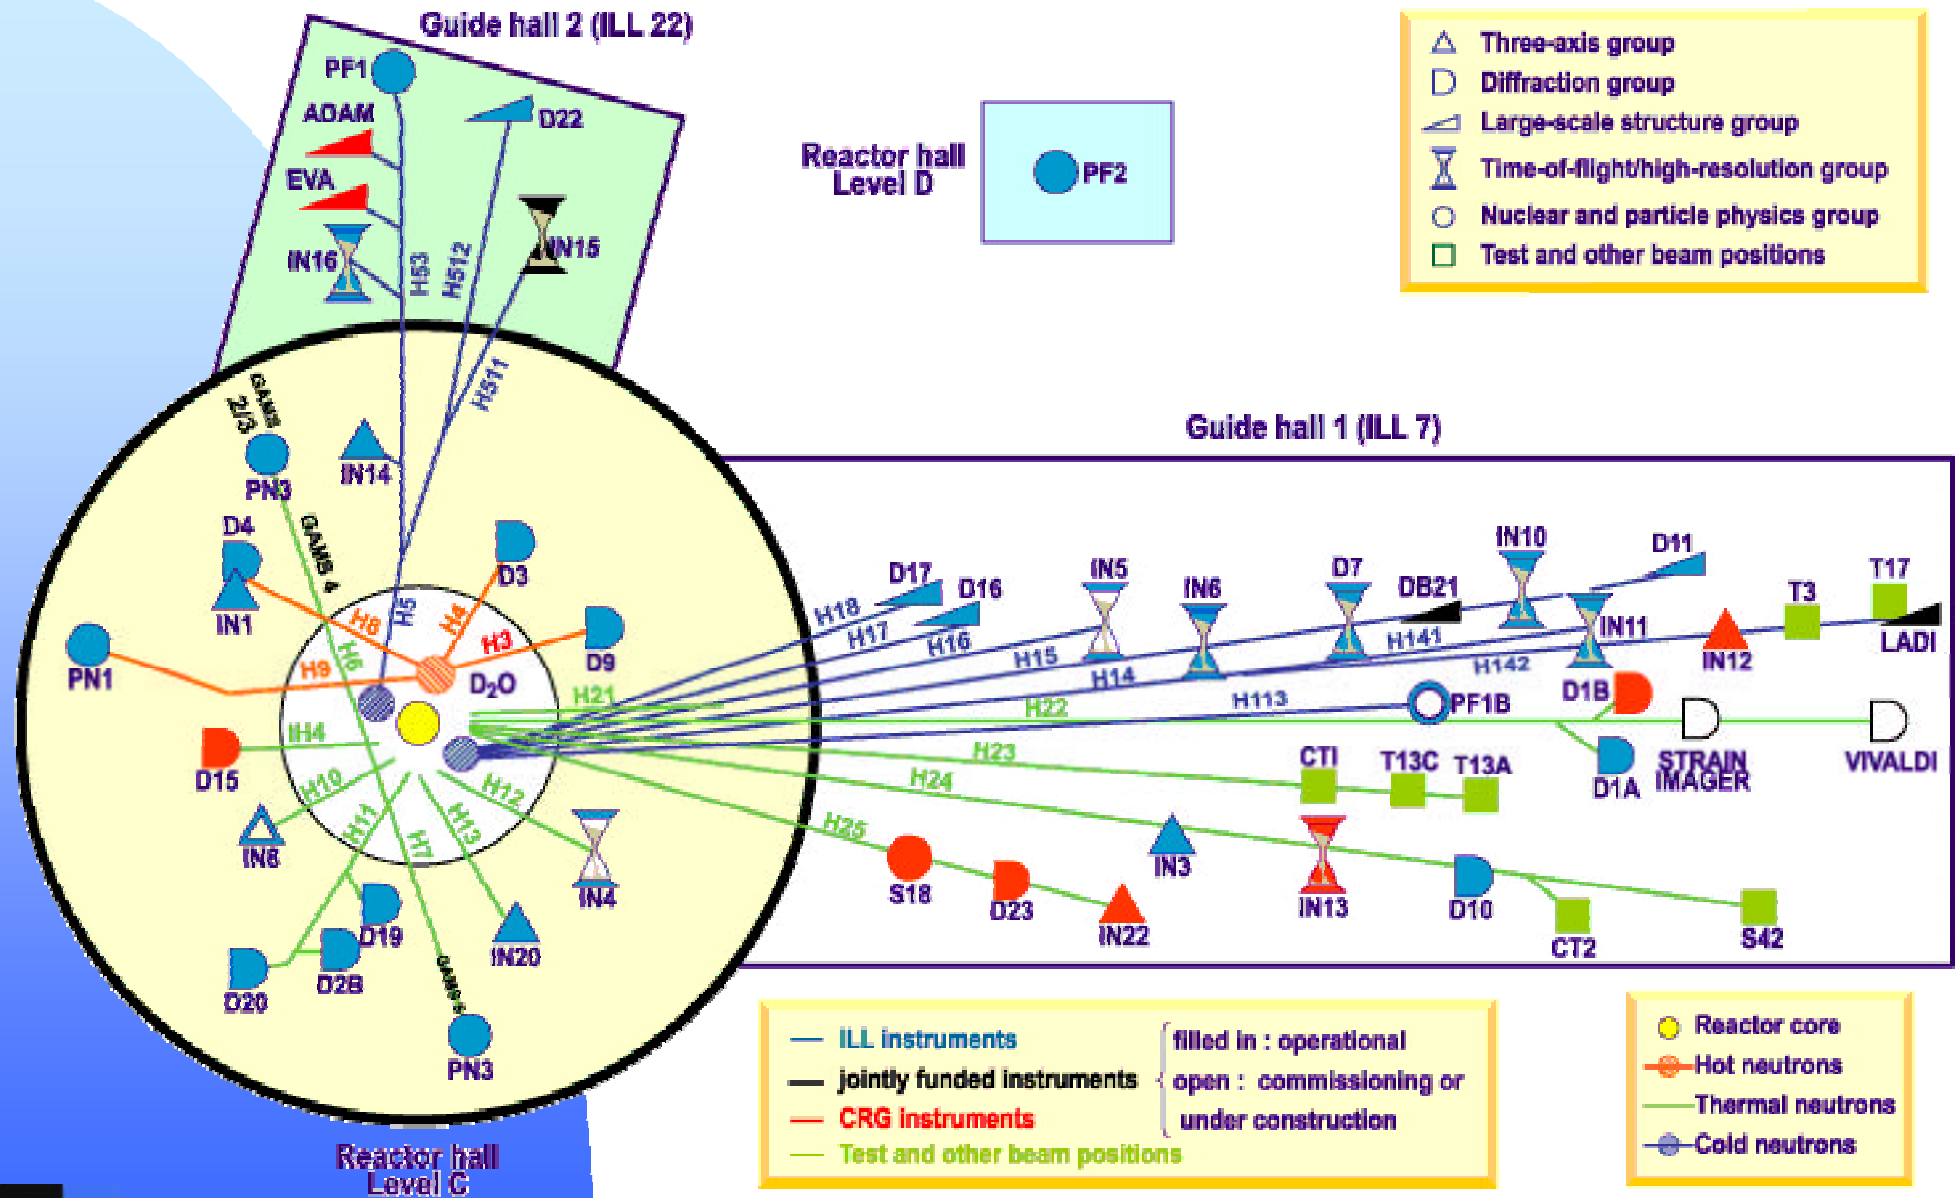 Guide hall 2 (ILL 22)
PF1
ADAM
D22
EVA
IN16
IN15
H53
H512
H511
Reactor hall
Level D
PF2
Three-axis group
Diffraction group
Large-scale structure group
Time-of-flight/high-resolution group
Nuclear and particle physics group
Test and other beam positions
GAMS
2/3
PN3
IN14
GAMS 4
D4
IN1
D3
D9
PN1
H8
H5
H4
H3
H6
H9
D2O
IH4
D15
H10
IN8
H11
H7
H13
H12
IN4
D19
D2B
D20
IN20
GAMS 5
PN3
Reactor hall
Level C
Guide hall 1 (ILL 7)
H18
H17
H16
H15
H14
H141
H142
H113
H21
H22
H23
H24
H25
D17
D16
IN5
IN6
D7
DB21
IN10
D11
IN11
IN12
T3
T17
LADI
PF1B
D1B
D1A
STRAIN
IMAGER
VIVALDI
CTI
T13C
T13A
S18
D23
IN22
IN3
IN13
D10
CT2
S42
ILL instruments
jointly funded instruments
CRG instruments
Test and other beam positions
filled in : operational
open : commissioning or
under construction
Reactor core
Hot neutrons
Thermal neutrons
Cold neutrons